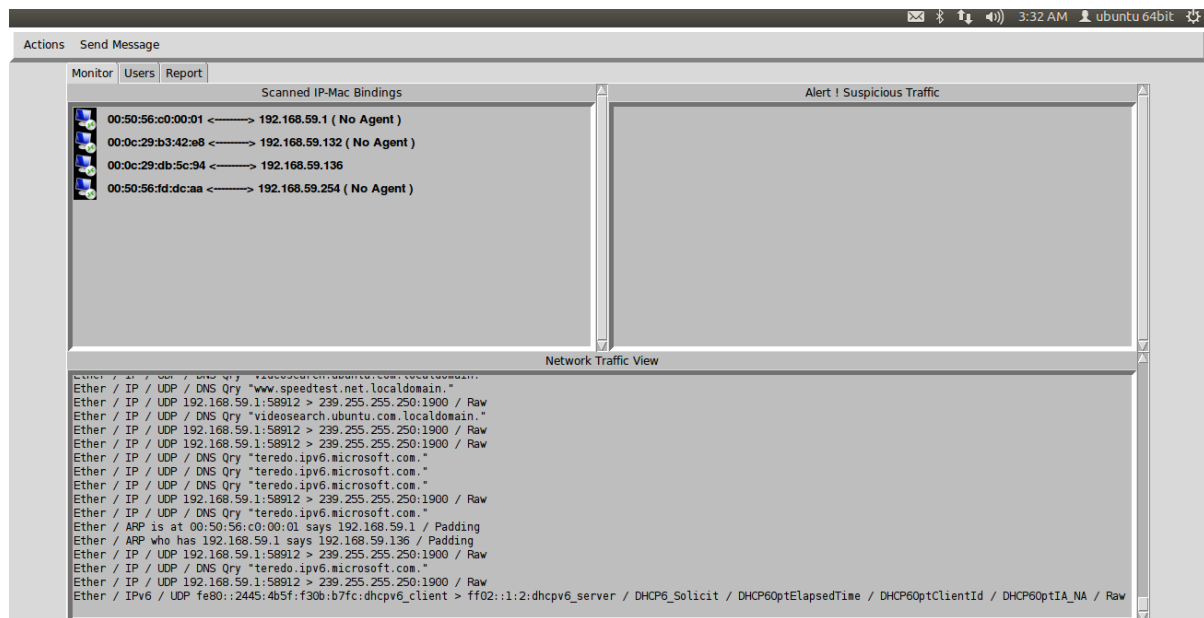 3:32 AM ubuntu 64bit
Actions Send Message
Monitor Users Report
Scanned IP-Mac Bindings
Alert ! Suspicious Traffic
00:50:56:c0:00:01 <--------> 192.168.59.1 ( No Agent )
00:0c:29:b3:42:e8 <--------> 192.168.59.132 ( No Agent )
00:0c:29:db:5c:94 <--------> 192.168.59.136
00:50:56:fd:dc:aa <--------> 192.168.59.254 ( No Agent )
Network Traffic View
Ether / IP / UDP / DNS Qry "videosearch.ubuntu.com.localdomain."
Ether / IP / UDP / DNS Qry "www.speedtest.net.localdomain."
Ether / IP / UDP 192.168.59.1:58912 > 239.255.255.250:1900 / Raw
Ether / IP / UDP / DNS Qry "videosearch.ubuntu.com.localdomain."
Ether / IP / UDP 192.168.59.1:58912 > 239.255.255.250:1900 / Raw
Ether / IP / UDP 192.168.59.1:58912 > 239.255.255.250:1900 / Raw
Ether / IP / UDP / DNS Qry "teredo.ipv6.microsoft.com."
Ether / IP / UDP / DNS Qry "teredo.ipv6.microsoft.com."
Ether / IP / UDP / DNS Qry "teredo.ipv6.microsoft.com."
Ether / IP / UDP 192.168.59.1:58912 > 239.255.255.250:1900 / Raw
Ether / IP / UDP / DNS Qry "teredo.ipv6.microsoft.com."
Ether / ARP is at 00:50:56:c0:00:01 says 192.168.59.1 / Padding
Ether / ARP who has 192.168.59.1 says 192.168.59.136 / Padding
Ether / IP / UDP 192.168.59.1:58912 > 239.255.255.250:1900 / Raw
Ether / IP / UDP / DNS Qry "teredo.ipv6.microsoft.com."
Ether / IP / UDP 192.168.59.1:58912 > 239.255.255.250:1900 / Raw
Ether / IPv6 / UDP fe80::2445:4b5f:f30b:b7fc:dhcpv6_client > ff02::1:2:dhcpv6_server / DHCP6_Solicit / DHCP6OptElapsedTime / DHCP6OptClientId / DHCP6OptIA_NA / Raw